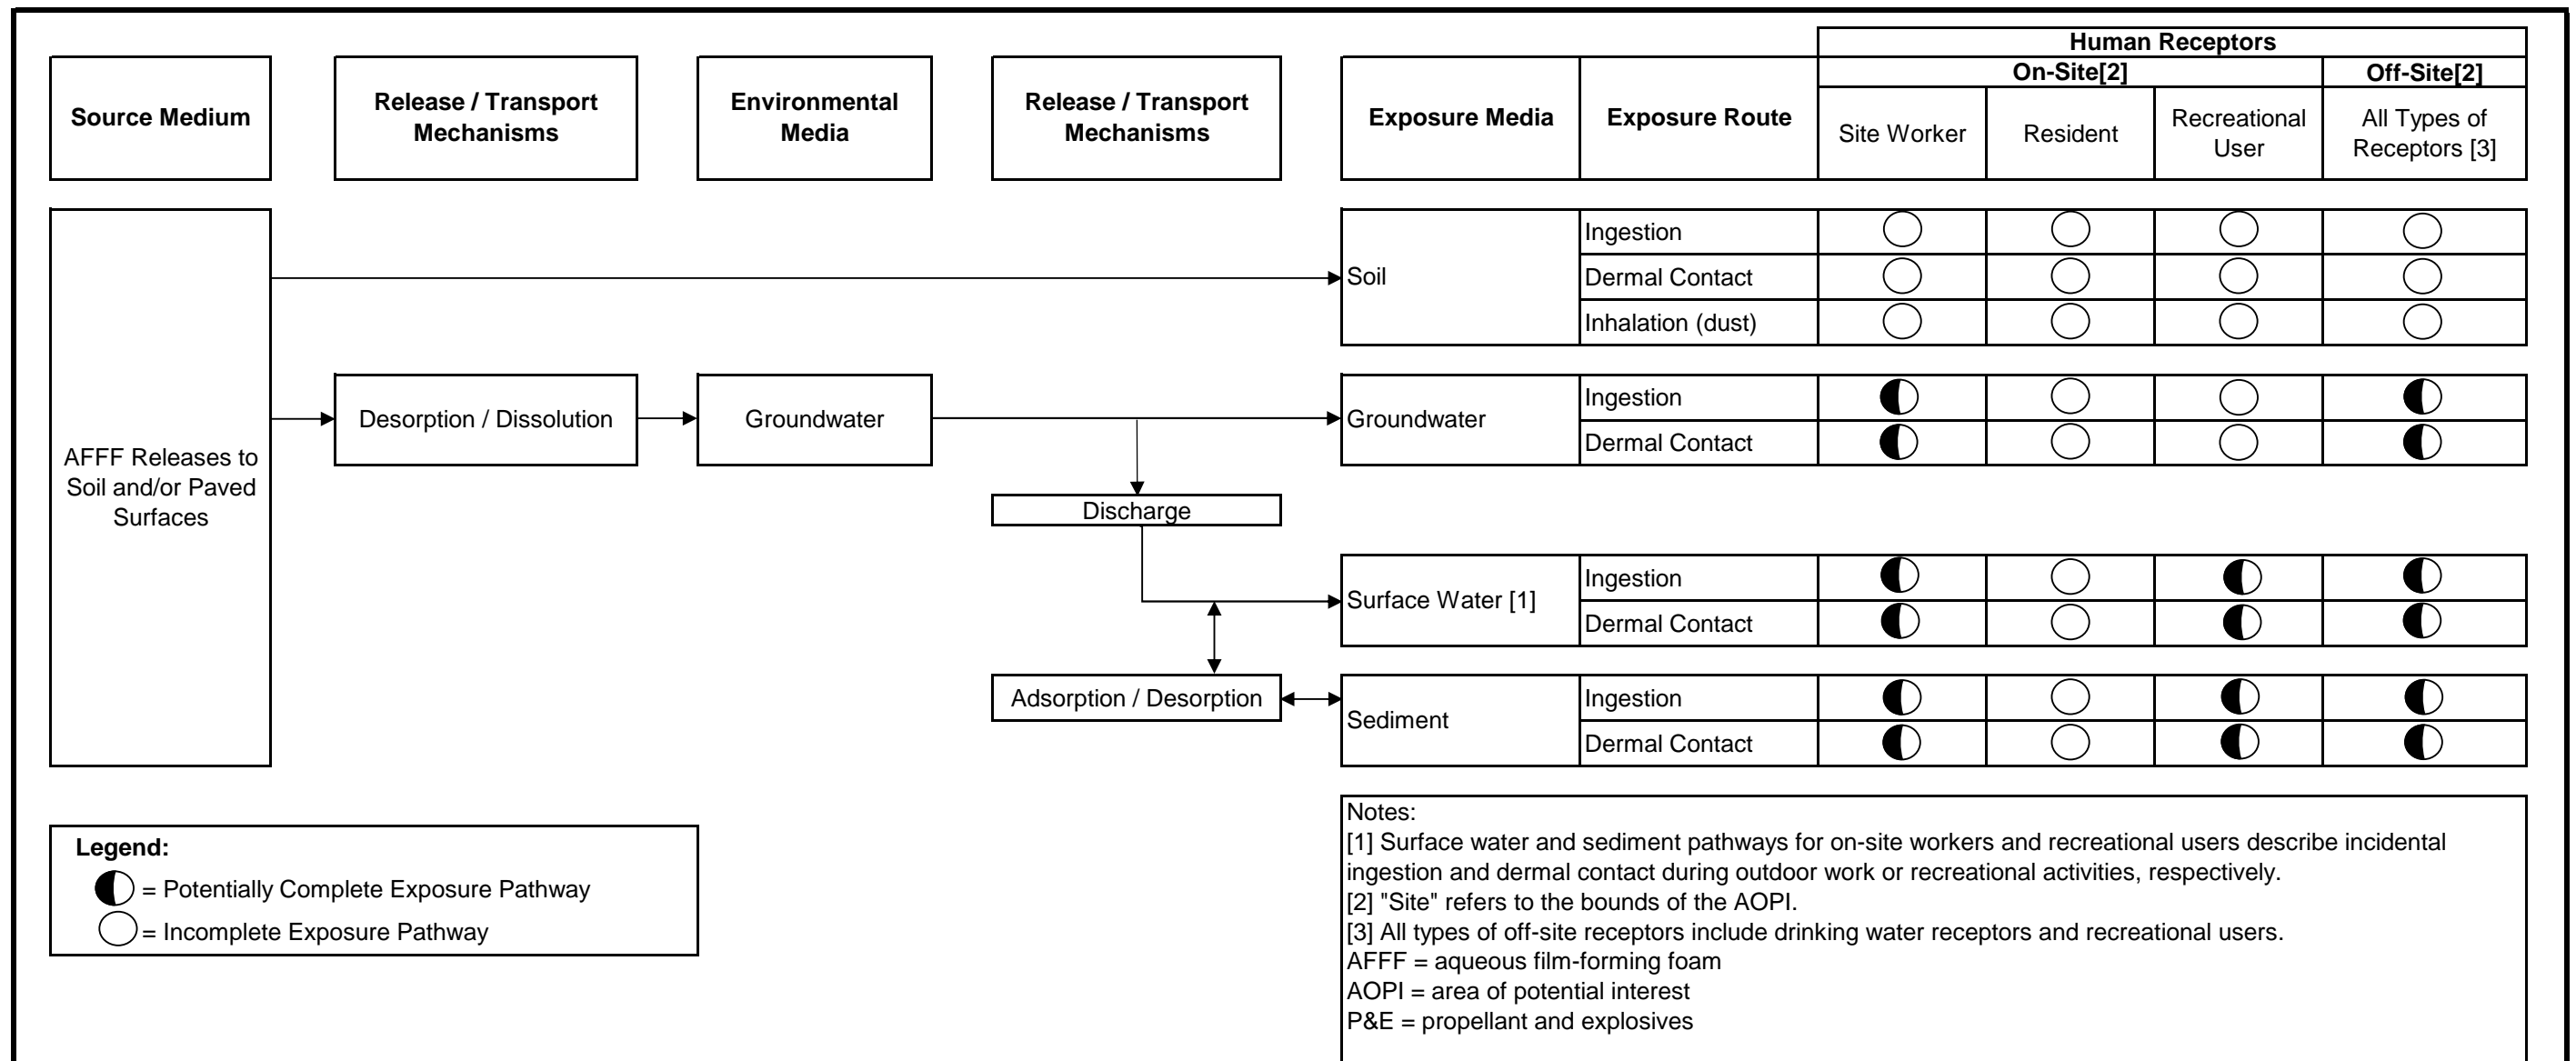 Human Receptors
On-Site[2]
Off-Site[2]
Source Medium
Release / Transport
Mechanisms
Environmental
Media
Release / Transport
Mechanisms
Exposure Media
Exposure Route
Site Worker
Resident
Recreational
User
All Types of
Receptors [3]
AFFF Releases to
Soil and/or Paved
Surfaces
Soil
Ingestion
Dermal Contact
Inhalation (dust)
Desorption / Dissolution
Groundwater
Groundwater
Ingestion
Dermal Contact
Discharge
Surface Water [1]
Ingestion
Dermal Contact
Adsorption / Desorption
Sediment
Ingestion
Dermal Contact
Legend:
= Potentially Complete Exposure Pathway
= Incomplete Exposure Pathway
Notes:
[1] Surface water and sediment pathways for on-site workers and recreational users describe incidental
ingestion and dermal contact during outdoor work or recreational activities, respectively.
[2] "Site" refers to the bounds of the AOPI.
[3] All types of off-site receptors include drinking water receptors and recreational users.
AFFF = aqueous film-forming foam
AOPI = area of potential interest
P&E = propellant and explosives